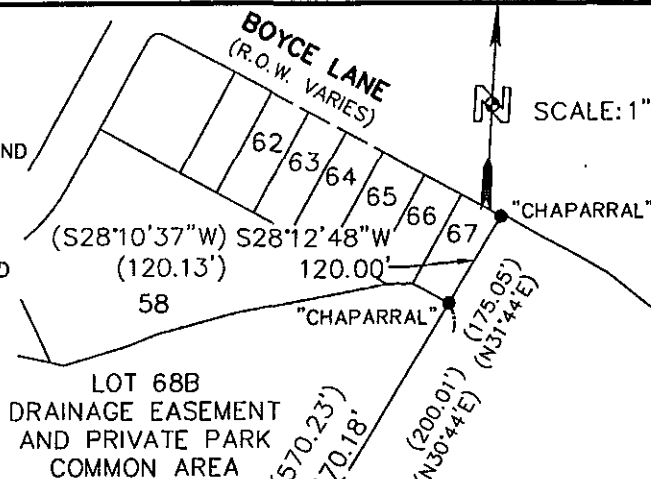 BOYCE LANE
(R.O.W. VARIES)
N
SCALE: 1"
ND
62
63
64
65
66
67
"CHAPARRAL"
(S28°10'37"W) S28°12'48"W
(120.13') 120.00'
D
58
"CHAPARRAL"
(175.05')
(N31°44'E)
(200.01')
(N30°44'E)
LOT 68B
DRAINAGE EASEMENT
AND PRIVATE PARK
COMMON AREA
(570.23')
70.18'